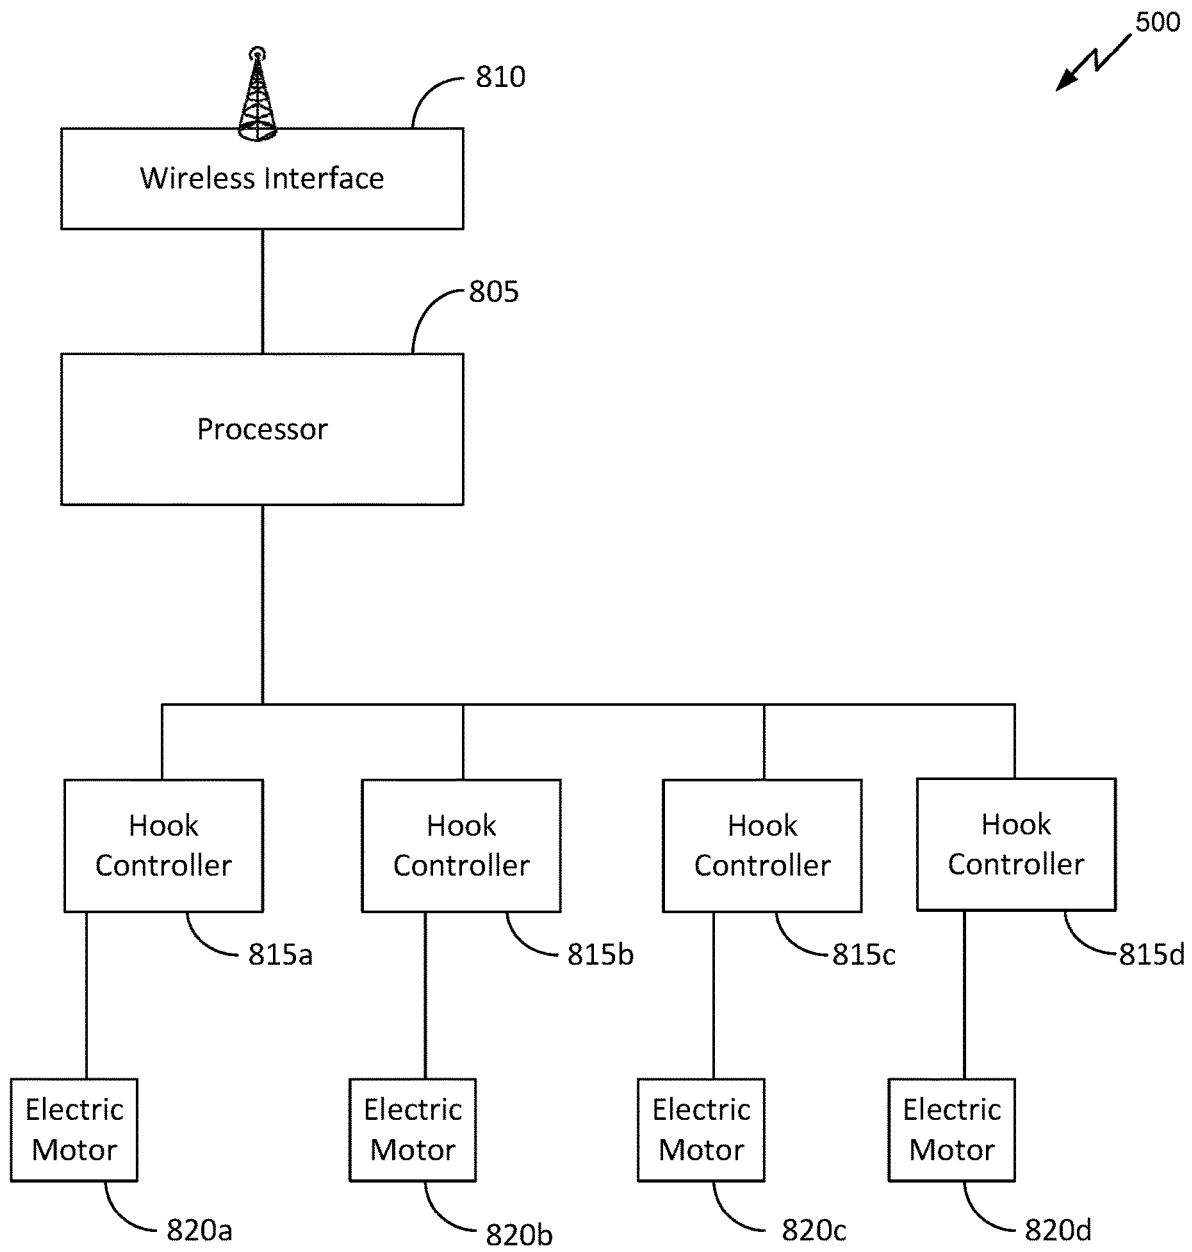 500
810
Wireless Interface
805
Processor
Hook
Controller
815a
Hook
Controller
815b
Hook
Controller
815c
Hook
Controller
815d
Electric
Motor
820a
Electric
Motor
820b
Electric
Motor
820c
Electric
Motor
820d